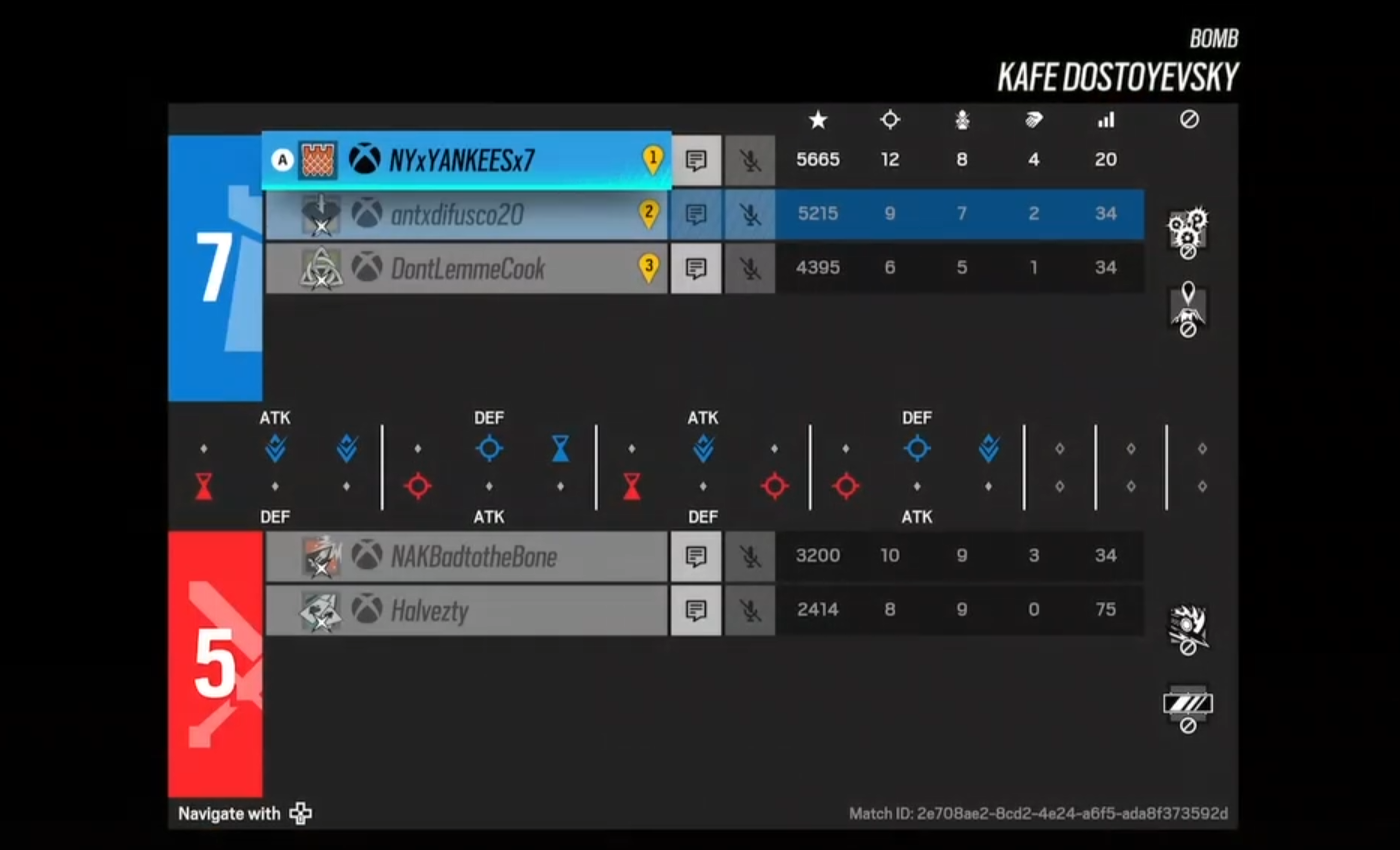 BOMB
KAFE DOSTOYEVSKY
7
A NYxYANKEESx7 1 5665 12 8 4 20
antxdifusco20 2 5215 9 7 2 34
DontLemmeCook 3 4395 6 5 1 34
ATK DEF ATK DEF
DEF ATK DEF ATK
5
NAKBadtotheBone 3200 10 9 3 34
Halvezty 2414 8 9 0 75
Navigate with
Match ID: 2e708ae2-8cd2-4e24-a6f5-ada8f373592d